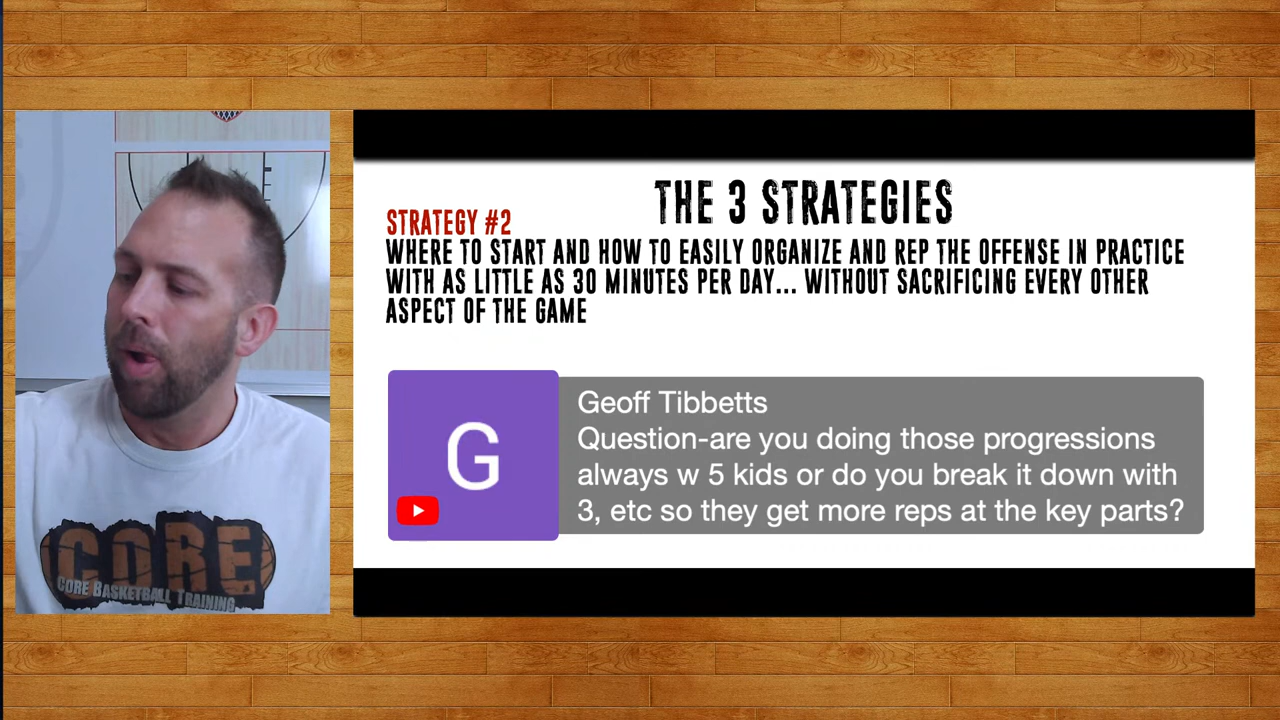 THE 3 STRATEGIES
STRATEGY #2
WHERE TO START AND HOW TO EASILY ORGANIZE AND REP THE OFFENSE IN PRACTICE
WITH AS LITTLE AS 30 MINUTES PER DAY... WITHOUT SACRIFICING EVERY OTHER
ASPECT OF THE GAME
G
Geoff Tibbetts
Question-are you doing those progressions
always w 5 kids or do you break it down with
3, etc so they get more reps at the key parts?
CORE
CORE BASKETBALL TRAINING